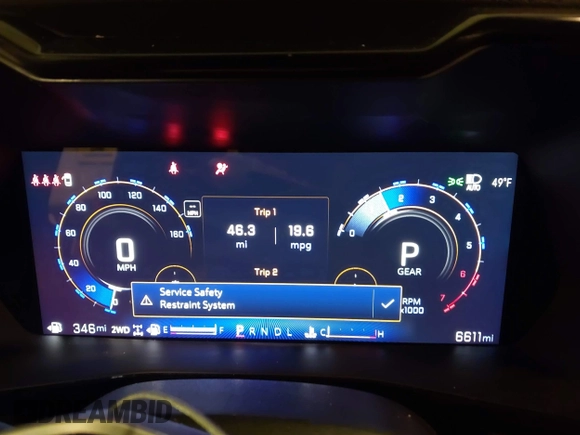 Trip 1
46.3 19.6
mi mpg
Trip 2
0 20 40 60 80 100 120 140 160
MPH
0
MPH
0 2 3 4 5 6 7
P
GEAR
RPM
x1000
AUTO
49°F
Service Safety
Restraint System
346mi 2WD E F P R N D L C H 6611mi